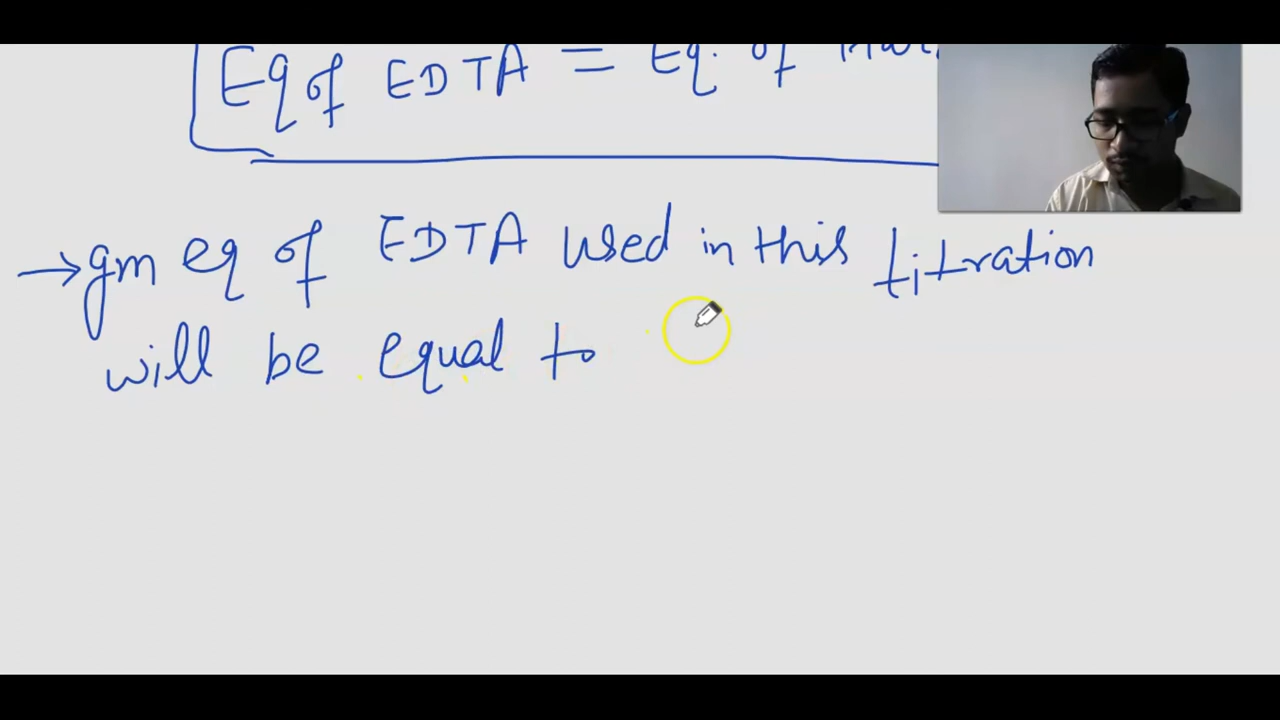 Eq of EDTA = Eq. of
→ gm eq of EDTA used in this titration
will be equal to